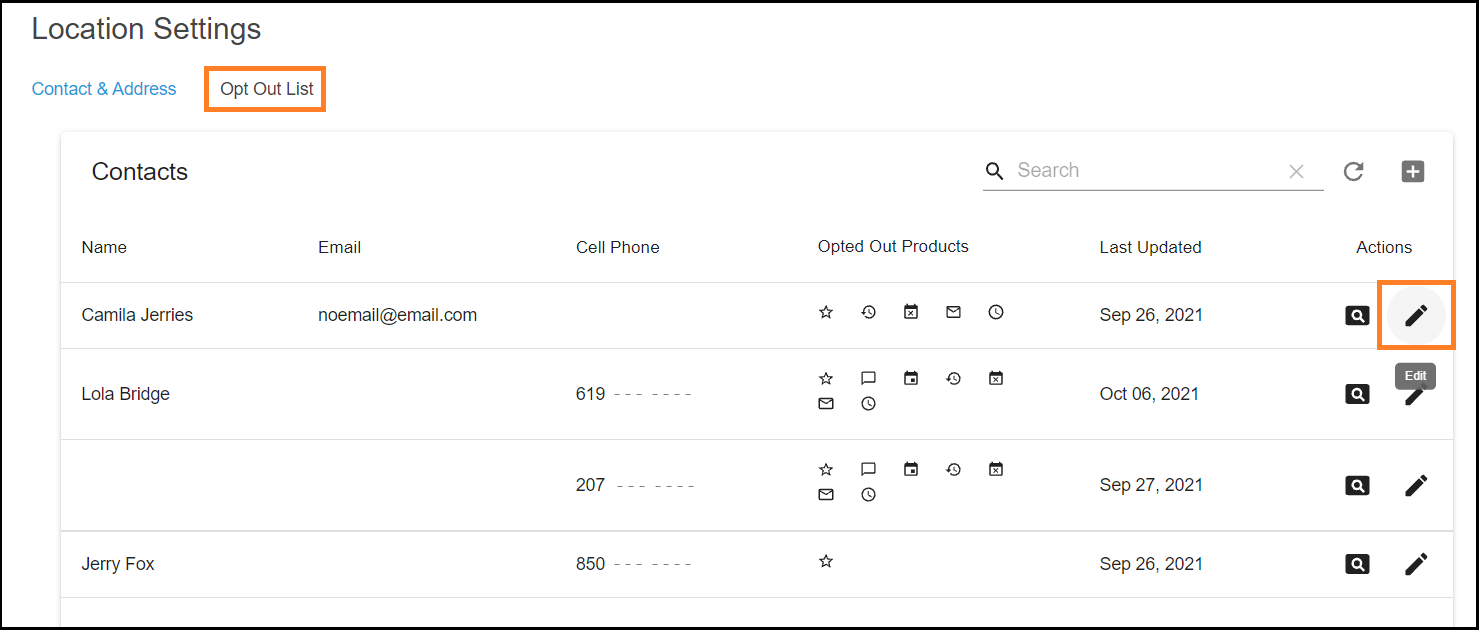 Location Settings
Contact & Address Opt Out List
Contacts Search
Name Email Cell Phone Opted Out Products Last Updated Actions
Camila Jerries noemail@email.com Sep 26, 2021
Edit
Lola Bridge 619 --- ---- Oct 06, 2021
207 --- ---- Sep 27, 2021
Jerry Fox 850 --- ---- Sep 26, 2021